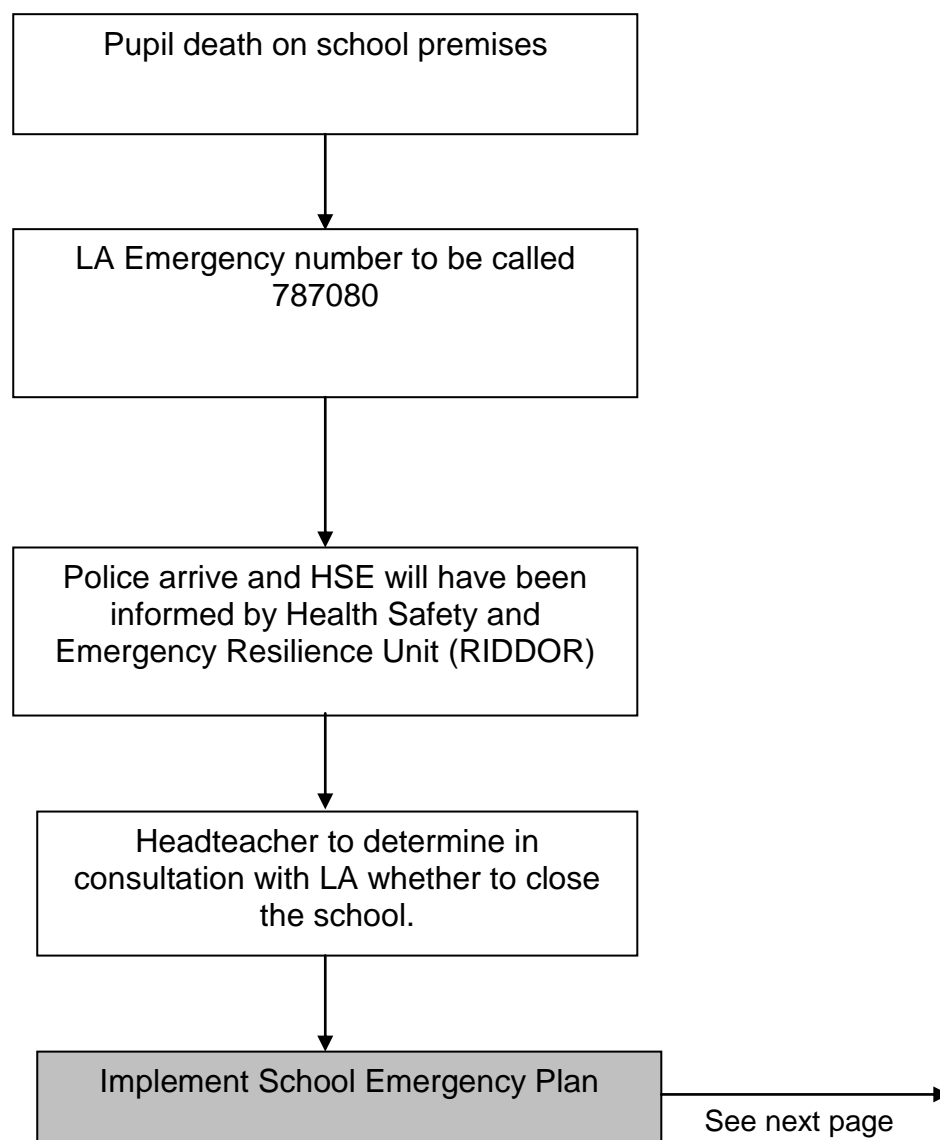 Pupil death on school premises
LA Emergency number to be called
787080
Police arrive and HSE will have been
informed by Health Safety and
Emergency Resilience Unit (RIDDOR)
Headteacher to determine in
consultation with LA whether to close
the school.
Implement School Emergency Plan
See next page